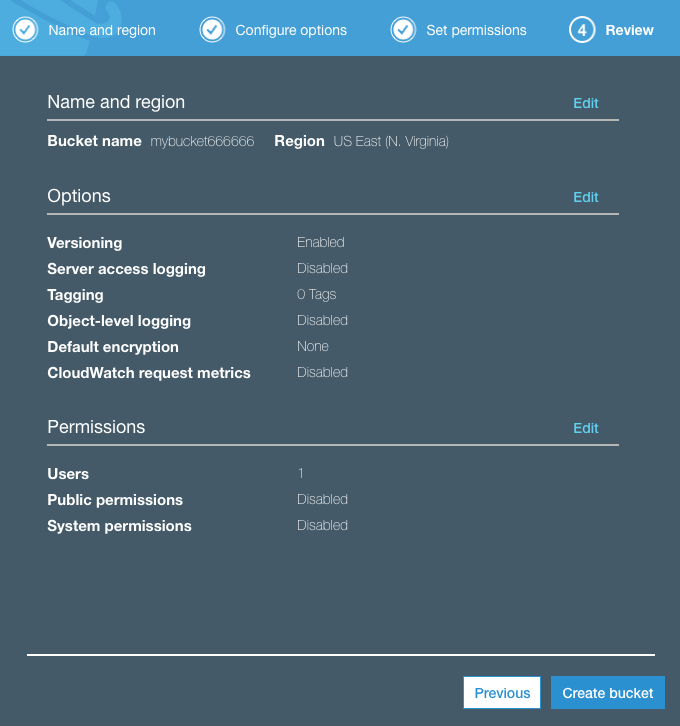 Name and region Configure options Set permissions 4 Review
Name and region Edit
Bucket name mybucket666666 Region US East (N. Virginia)
Options Edit
Versioning Enabled
Server access logging Disabled
Tagging 0 Tags
Object-level logging Disabled
Default encryption None
CloudWatch request metrics Disabled
Permissions Edit
Users 1
Public permissions Disabled
System permissions Disabled
Previous Create bucket